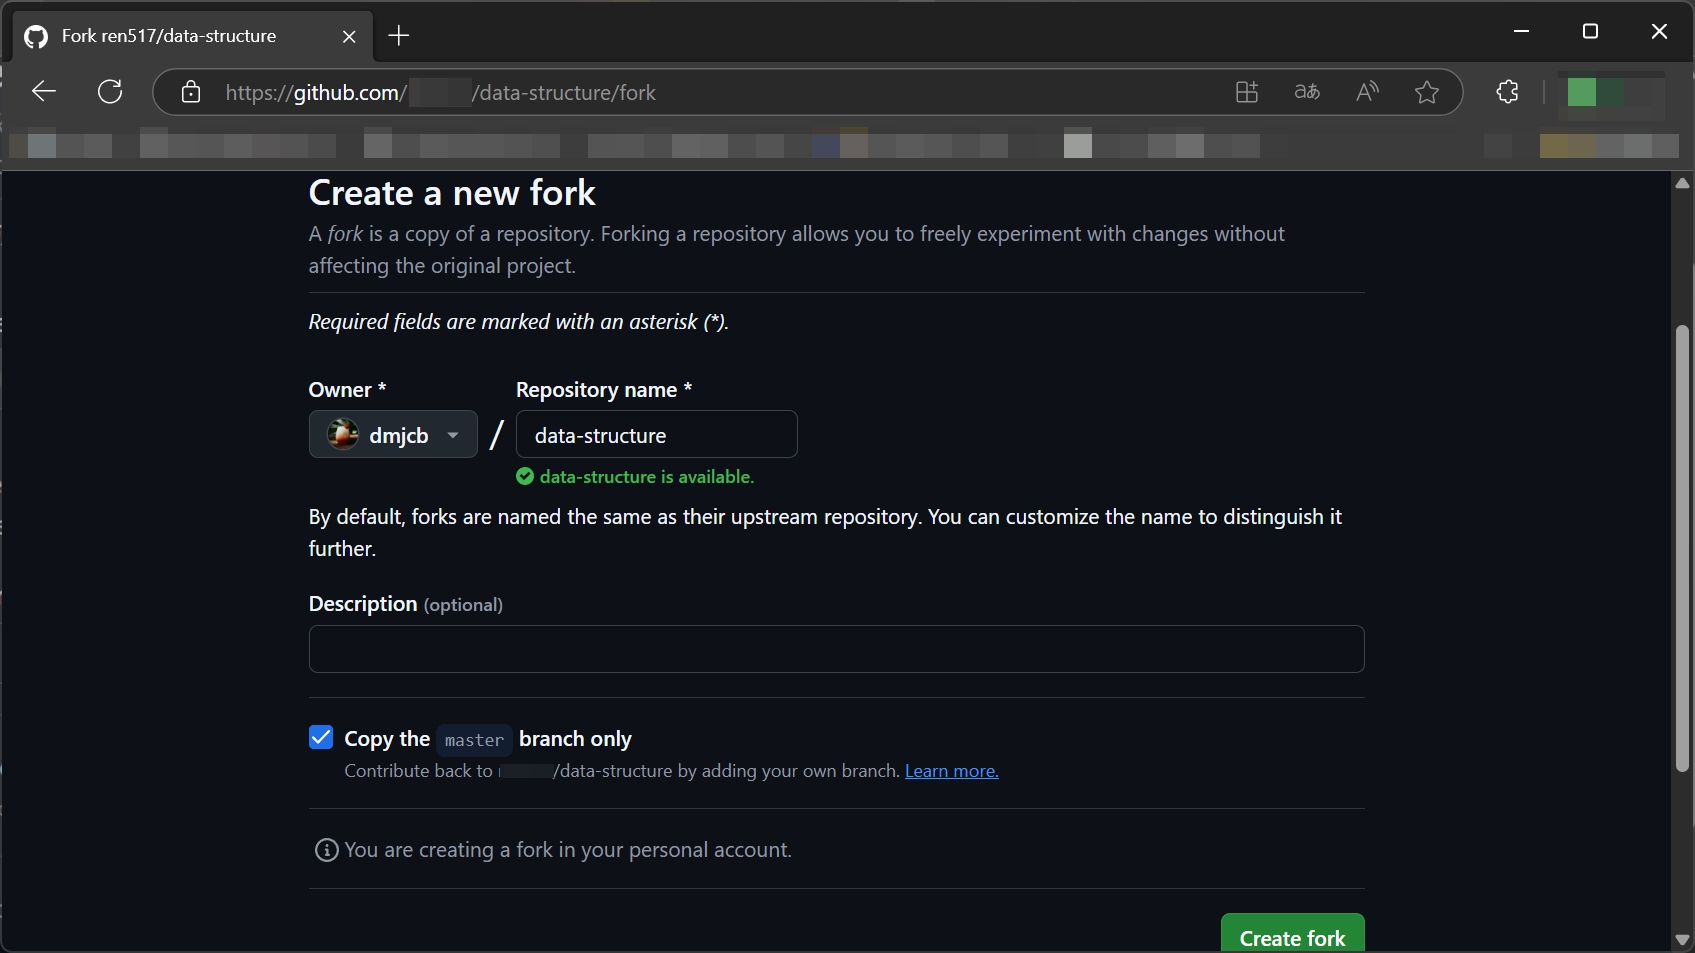 Fork ren517/data-structure
https://github.com/ /data-structure/fork
Create a new fork
A fork is a copy of a repository. Forking a repository allows you to freely experiment with changes without
affecting the original project.
Required fields are marked with an asterisk (*).
Owner * Repository name *
dmjcb / data-structure
data-structure is available.
By default, forks are named the same as their upstream repository. You can customize the name to distinguish it
further.
Description (optional)
Copy the master branch only
Contribute back to /data-structure by adding your own branch. Learn more.
You are creating a fork in your personal account.
Create fork